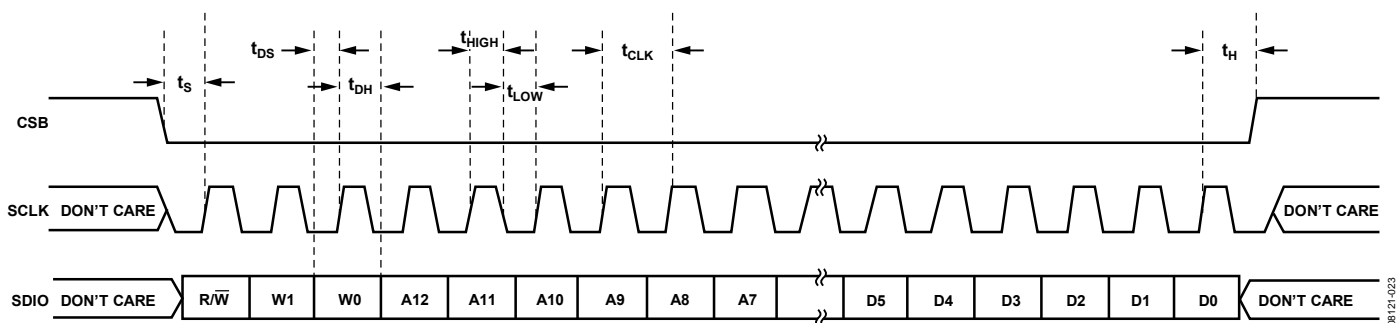 tDS
tHIGH
tCLK
tH
tS
tDH
tLOW
CSB
SCLK DON'T CARE
DON'T CARE
SDIO DON'T CARE R/W̅ W1 W0 A12 A11 A10 A9 A8 A7 D5 D4 D3 D2 D1 D0 DON'T CARE
08121-023